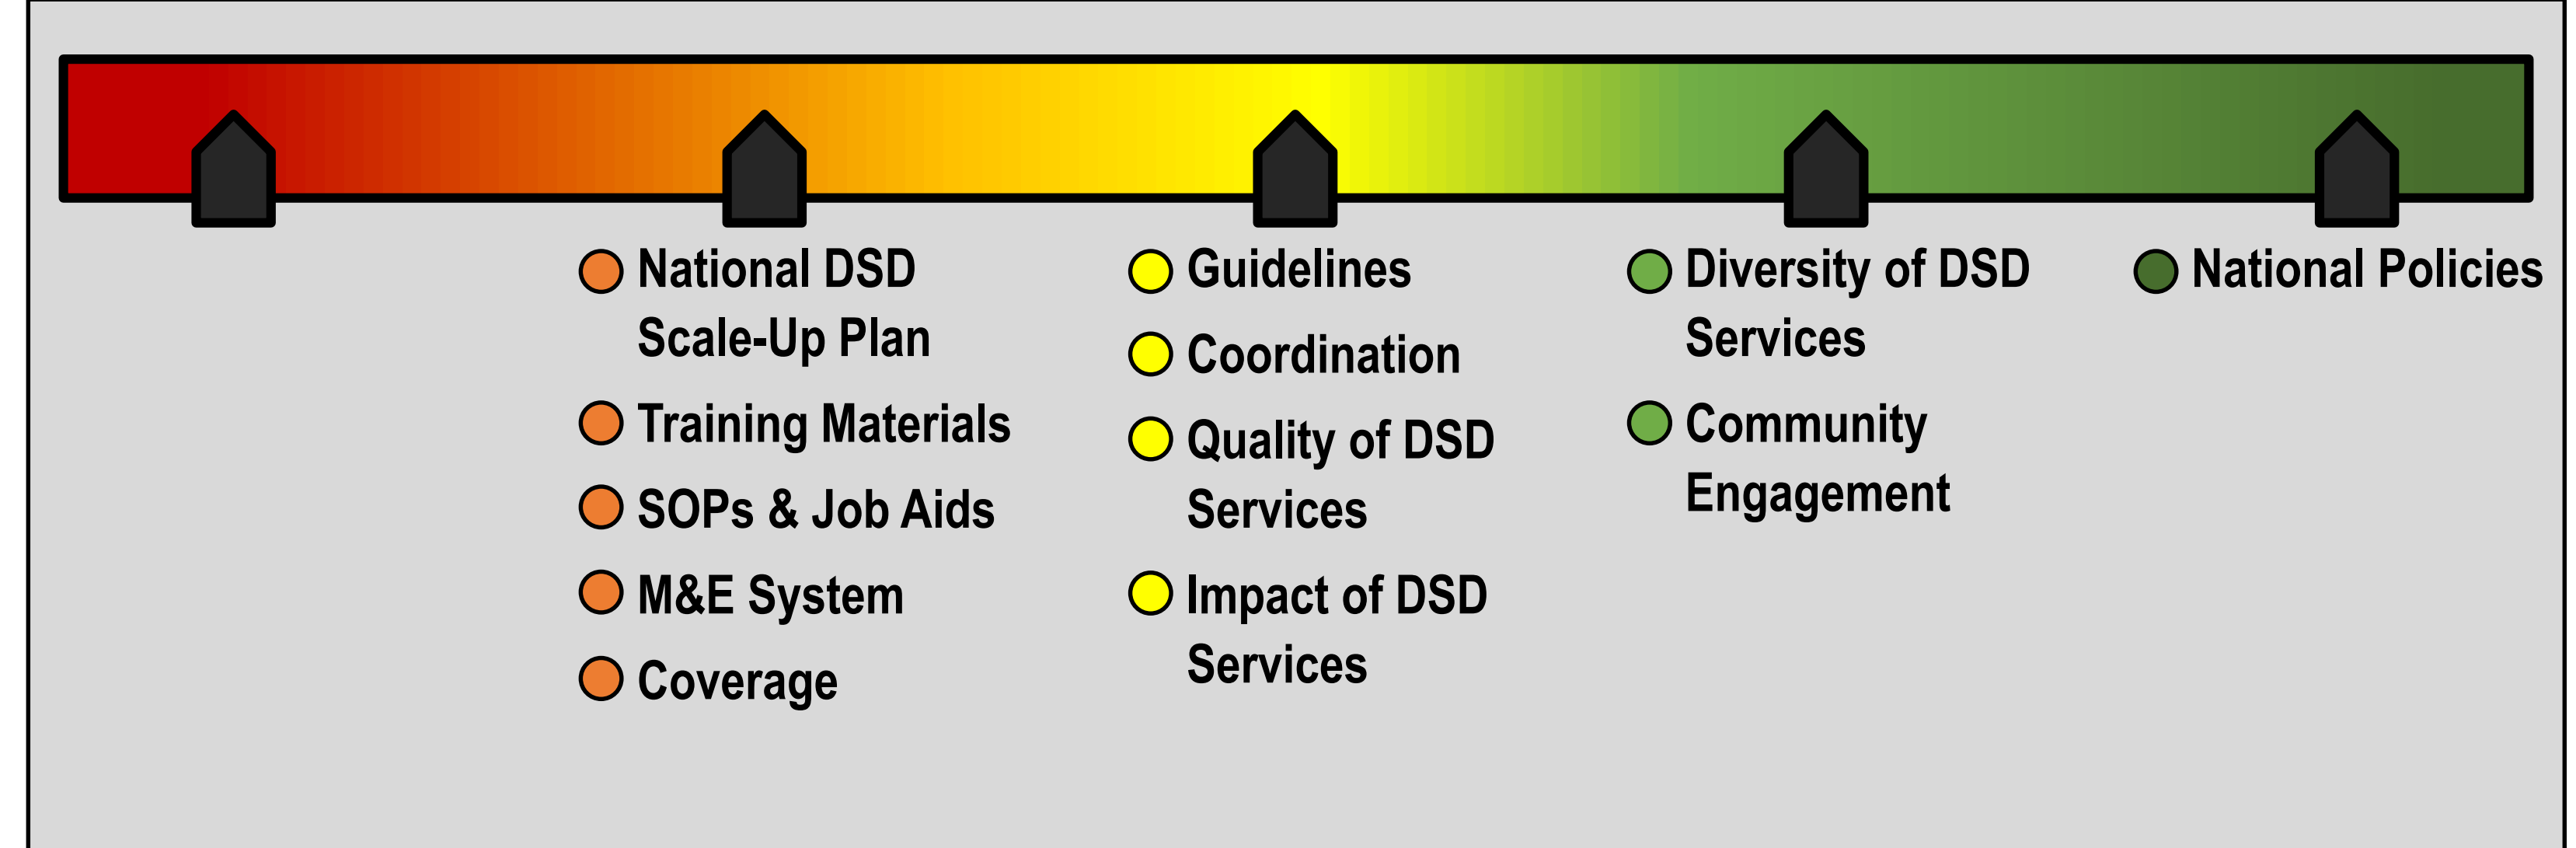 National DSD
Scale-Up Plan
Training Materials
SOPs & Job Aids
M&E System
Coverage
Guidelines
Coordination
Quality of DSD
Services
Impact of DSD
Services
Diversity of DSD
Services
Community
Engagement
National Policies